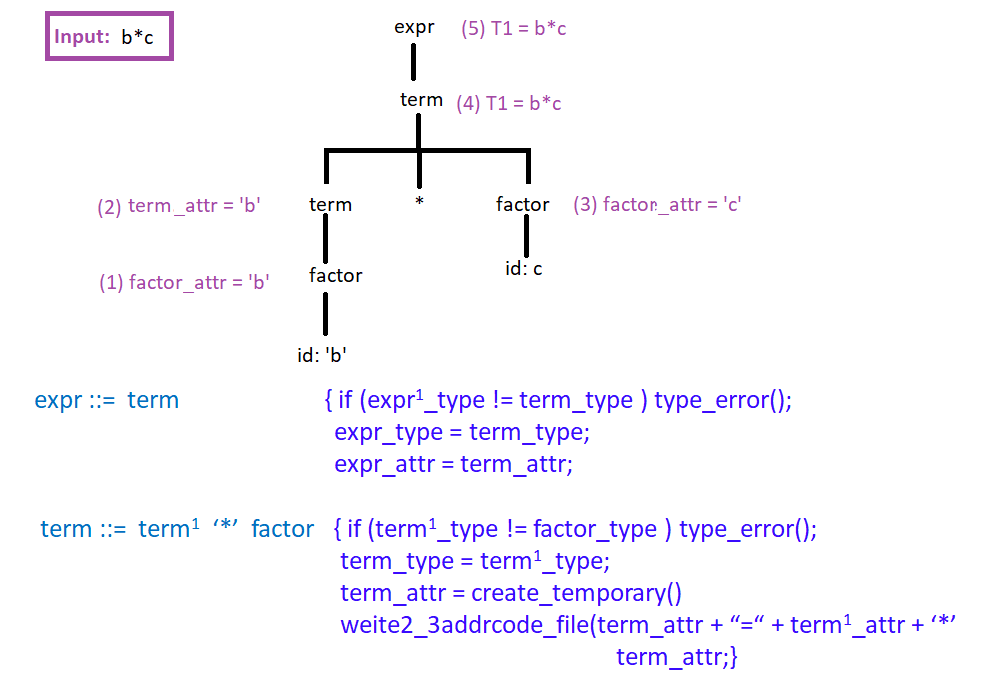 Input: b*c
expr (5) T1 = b*c
term (4) T1 = b*c
(2) term_attr = 'b' term * factor (3) factor_attr = 'c'
(1) factor_attr = 'b' factor id: c
id: 'b'
expr ::= term { if (expr¹_type != term_type ) type_error();
expr_type = term_type;
expr_attr = term_attr;
term ::= term¹ ‘*’ factor { if (term¹_type != factor_type ) type_error();
term_type = term¹_type;
term_attr = create_temporary()
weite2_3addrcode_file(term_attr + “=“ + term¹_attr + ‘*’
term_attr;}